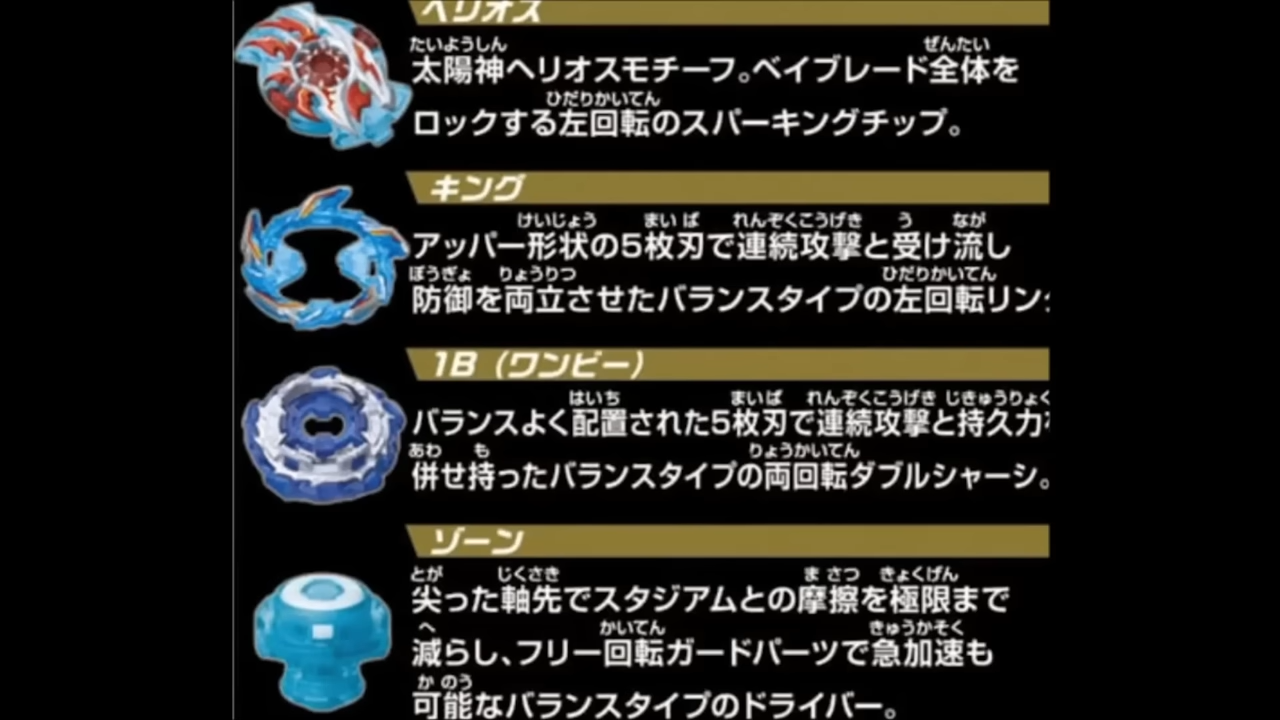 ヘリオス
たいようしん ぜんたい
太陽神ヘリオスモチーフ。ベイブレード全体を
ひだりかいてん
ロックする左回転のスパーキングチップ。
キング
けいじょう まい ば れんぞくこうげき う なが
アッパー形状の5枚刃で連続攻撃と受け流し
ぼうぎょ りょうりつ ひだりかいてん
防御を両立させたバランスタイプの左回転リン
1B (ワンビー)
はいち まいば れんぞくこうげき じきゅうりょく
バランスよく配置された5枚刃で連続攻撃と持久力
あわ も りょうかいてん
併せ持ったバランスタイプの両回転ダブルシャーシ。
ゾーン
とが じくさき ま さつ きょくげん
尖った軸先でスタジアムとの摩擦を極限まで
へ かいてん きゅうかそく
減らし、フリー回転ガードパーツで急加速も
か のう
可能なバランスタイプのドライバー。